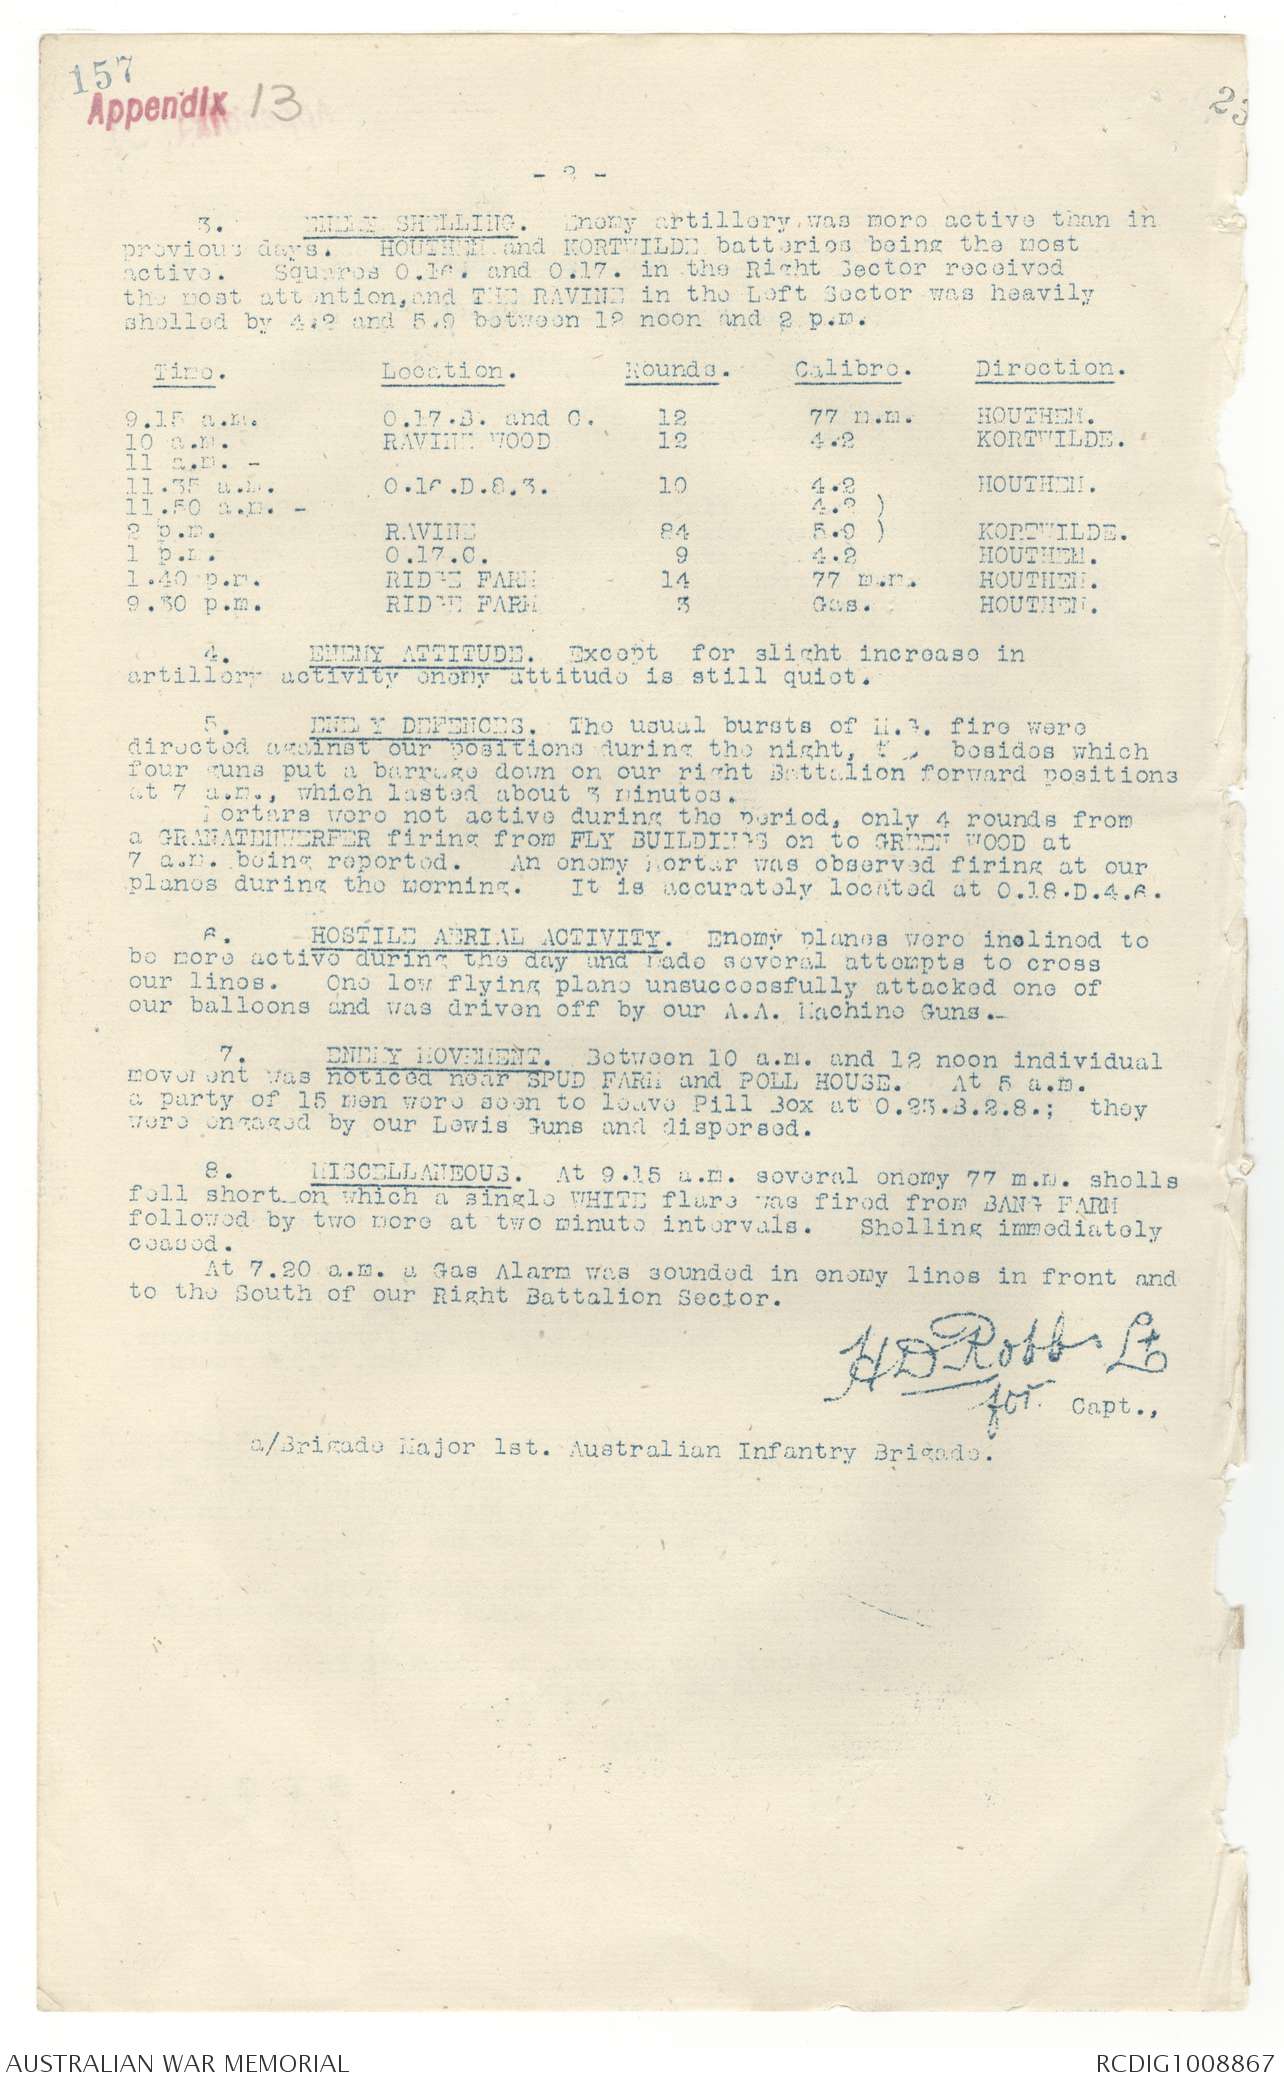 157
Appendix 13
23
- 2 -
3. ENEMY SHELLING. Enemy artillery was more active than in
previous days. HOUTHEM and KORTWILDE batteries being the most
active. Squares O.16. and O.17. in the Right Sector received
the most attention, and THE RAVINE in the Left Sector was heavily
shelled by 4.2 and 5.9 between 12 noon and 2 p.m.
Time. Location. Rounds. Calibre. Direction.
9.15 a.m. O.17.B. and C. 12 77 m.m. HOUTHEM.
10 a.m. RAVINE WOOD 12 4.2 KORTWILDE.
11 a.m. -
11.35 a.m. O.16.D.8.3. 10 4.2 HOUTHEM.
11.50 a.m. - 4.2 )
2 p.m. RAVINE 84 5.9 ) KORTWILDE.
1 p.m. O.17.C. 9 4.2 HOUTHEM.
1.40 p.m. RIDGE FARM 14 77 m.m. HOUTHEM.
9.30 p.m. RIDGE FARM 3 Gas. HOUTHEM.
4. ENEMY ATTITUDE. Except for slight increase in
artillery activity enemy attitude is still quiet.
5. ENEMY DEFENCES. The usual bursts of M.G. fire were
directed against our positions during the night, besides which
four guns put a barrage down on our right Battalion forward positions
at 7 a.m., which lasted about 3 minutes.
Mortars were not active during the period, only 4 rounds from
a GRANATENWERFER firing from FLY BUILDINGS on to GREEN WOOD at
7 a.m. being reported. An enemy Mortar was observed firing at our
planes during the morning. It is accurately located at O.18.D.4.6.
6. HOSTILE AERIAL ACTIVITY. Enemy planes were inclined to
be more active during the day and made several attempts to cross
our lines. One low flying plane unsuccessfully attacked one of
our balloons and was driven off by our A.A. Machine Guns.-
7. ENEMY MOVEMENT. Between 10 a.m. and 12 noon individual
movement was noticed near SPUD FARM and POLL HOUSE. At 5 a.m.
a party of 15 men were seen to leave Pill Box at O.23.B.2.8.; they
were engaged by our Lewis Guns and dispersed.
8. MISCELLANEOUS. At 9.15 a.m. several enemy 77 m.m. shells
fell short on which a single WHITE flare was fired from BANG FARM
followed by two more at two minute intervals. Shelling immediately
ceased.
At 7.20 a.m. a Gas Alarm was sounded in enemy lines in front and
to the South of our Right Battalion Sector.
H D Robb Lt
for Capt.,
a/Brigade Major 1st. Australian Infantry Brigade.
AUSTRALIAN WAR MEMORIAL RCDIG1008867